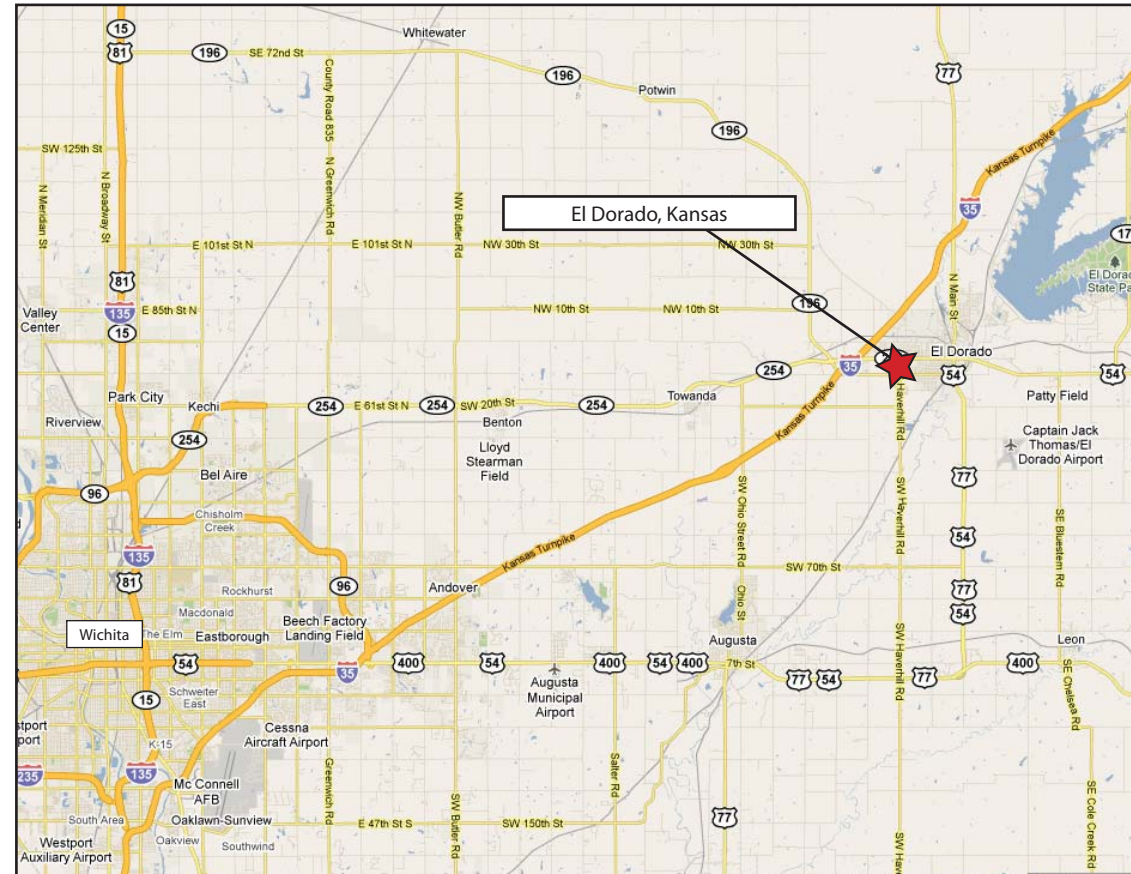 15
81
196
SE 72nd St
Whitewater
196
Potwin
77
196
Kansas Turnpike
SW 125th St
N Meridian St
N Broadway St
County Road 835
N Greenwich Rd
NW Butler Rd
El Dorado, Kansas
35
17
E 101st St N
E 101st St N
NW 30th St
NW 30th St
81
El Dorado
State Pa
N Main St
135
E 85th St N
NW 10th St
NW 10th St
196
Valley
Center
15
El Dorado
35
254
54
54
Park City
Kechi
254
E 61st St N
254
SW 20th St
254
Towanda
Patty Field
Riverview
Benton
Kansas Turnpike
Haverhill Rd
254
Lloyd
Stearman
Field
Captain Jack
Thomas/El
Dorado Airport
Bel Aire
96
77
SW Ohio Street Rd
SW Haverhill Rd
SE Bluestem Rd
Chisholm
Creek
54
135
Kansas Turnpike
SW 70th St
81
96
Andover
77
Rockhurst
Ohio St
54
Macdonald
Beech Factory
Landing Field
Wichita
The Elm
Eastborough
Augusta
Leon
54
35
400
54
400
54
400
7th St
77
54
77
400
Schweiter
East
Augusta
Municipal
Airport
SW Haverhill Rd
SE Chelsea Rd
15
Cessna
Aircraft Airport
stport
port
K-15
235
135
Mc Connell
AFB
Greenwich Rd
SW Butler Rd
Salter Rd
SE Cole Creek Rd
South Area
Oaklawn-Sunview
E 47th St S
SW 150th St
77
Oakview
Southwind
SW Hav
Westport
Auxiliary Airport